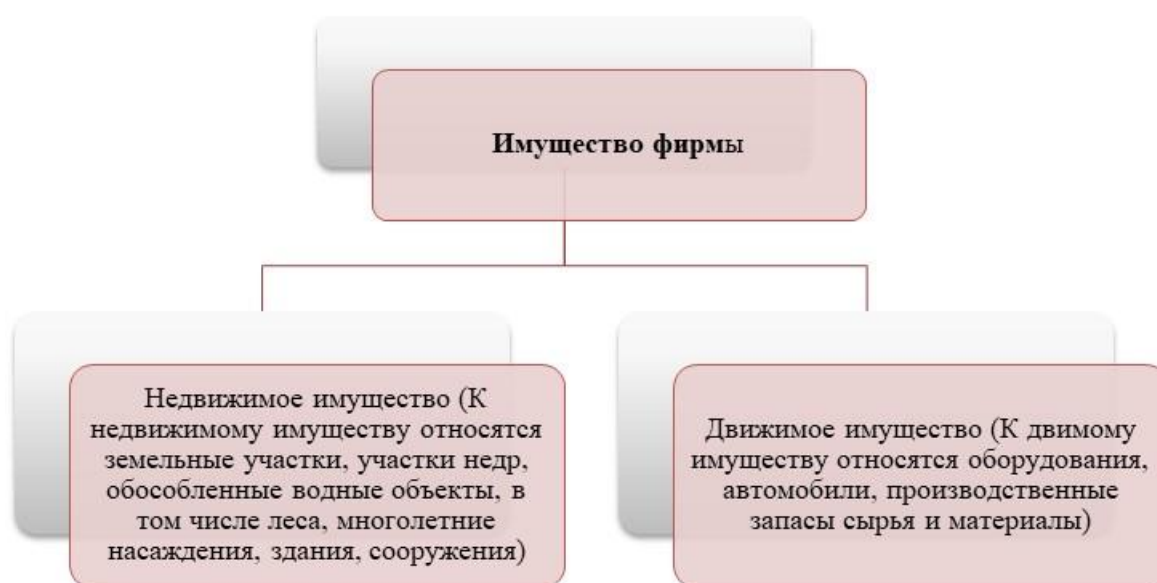 Имущество фирмы
Недвижимое имущество (К
недвижимому имуществу относятся
земельные участки, участки недр,
обособленные водные объекты, в
том числе леса, многолетние
насаждения, здания, сооружения)
Движимое имущество (К двимому
имуществу относятся оборудования,
автомобили, производственные
запасы сырья и материалы)